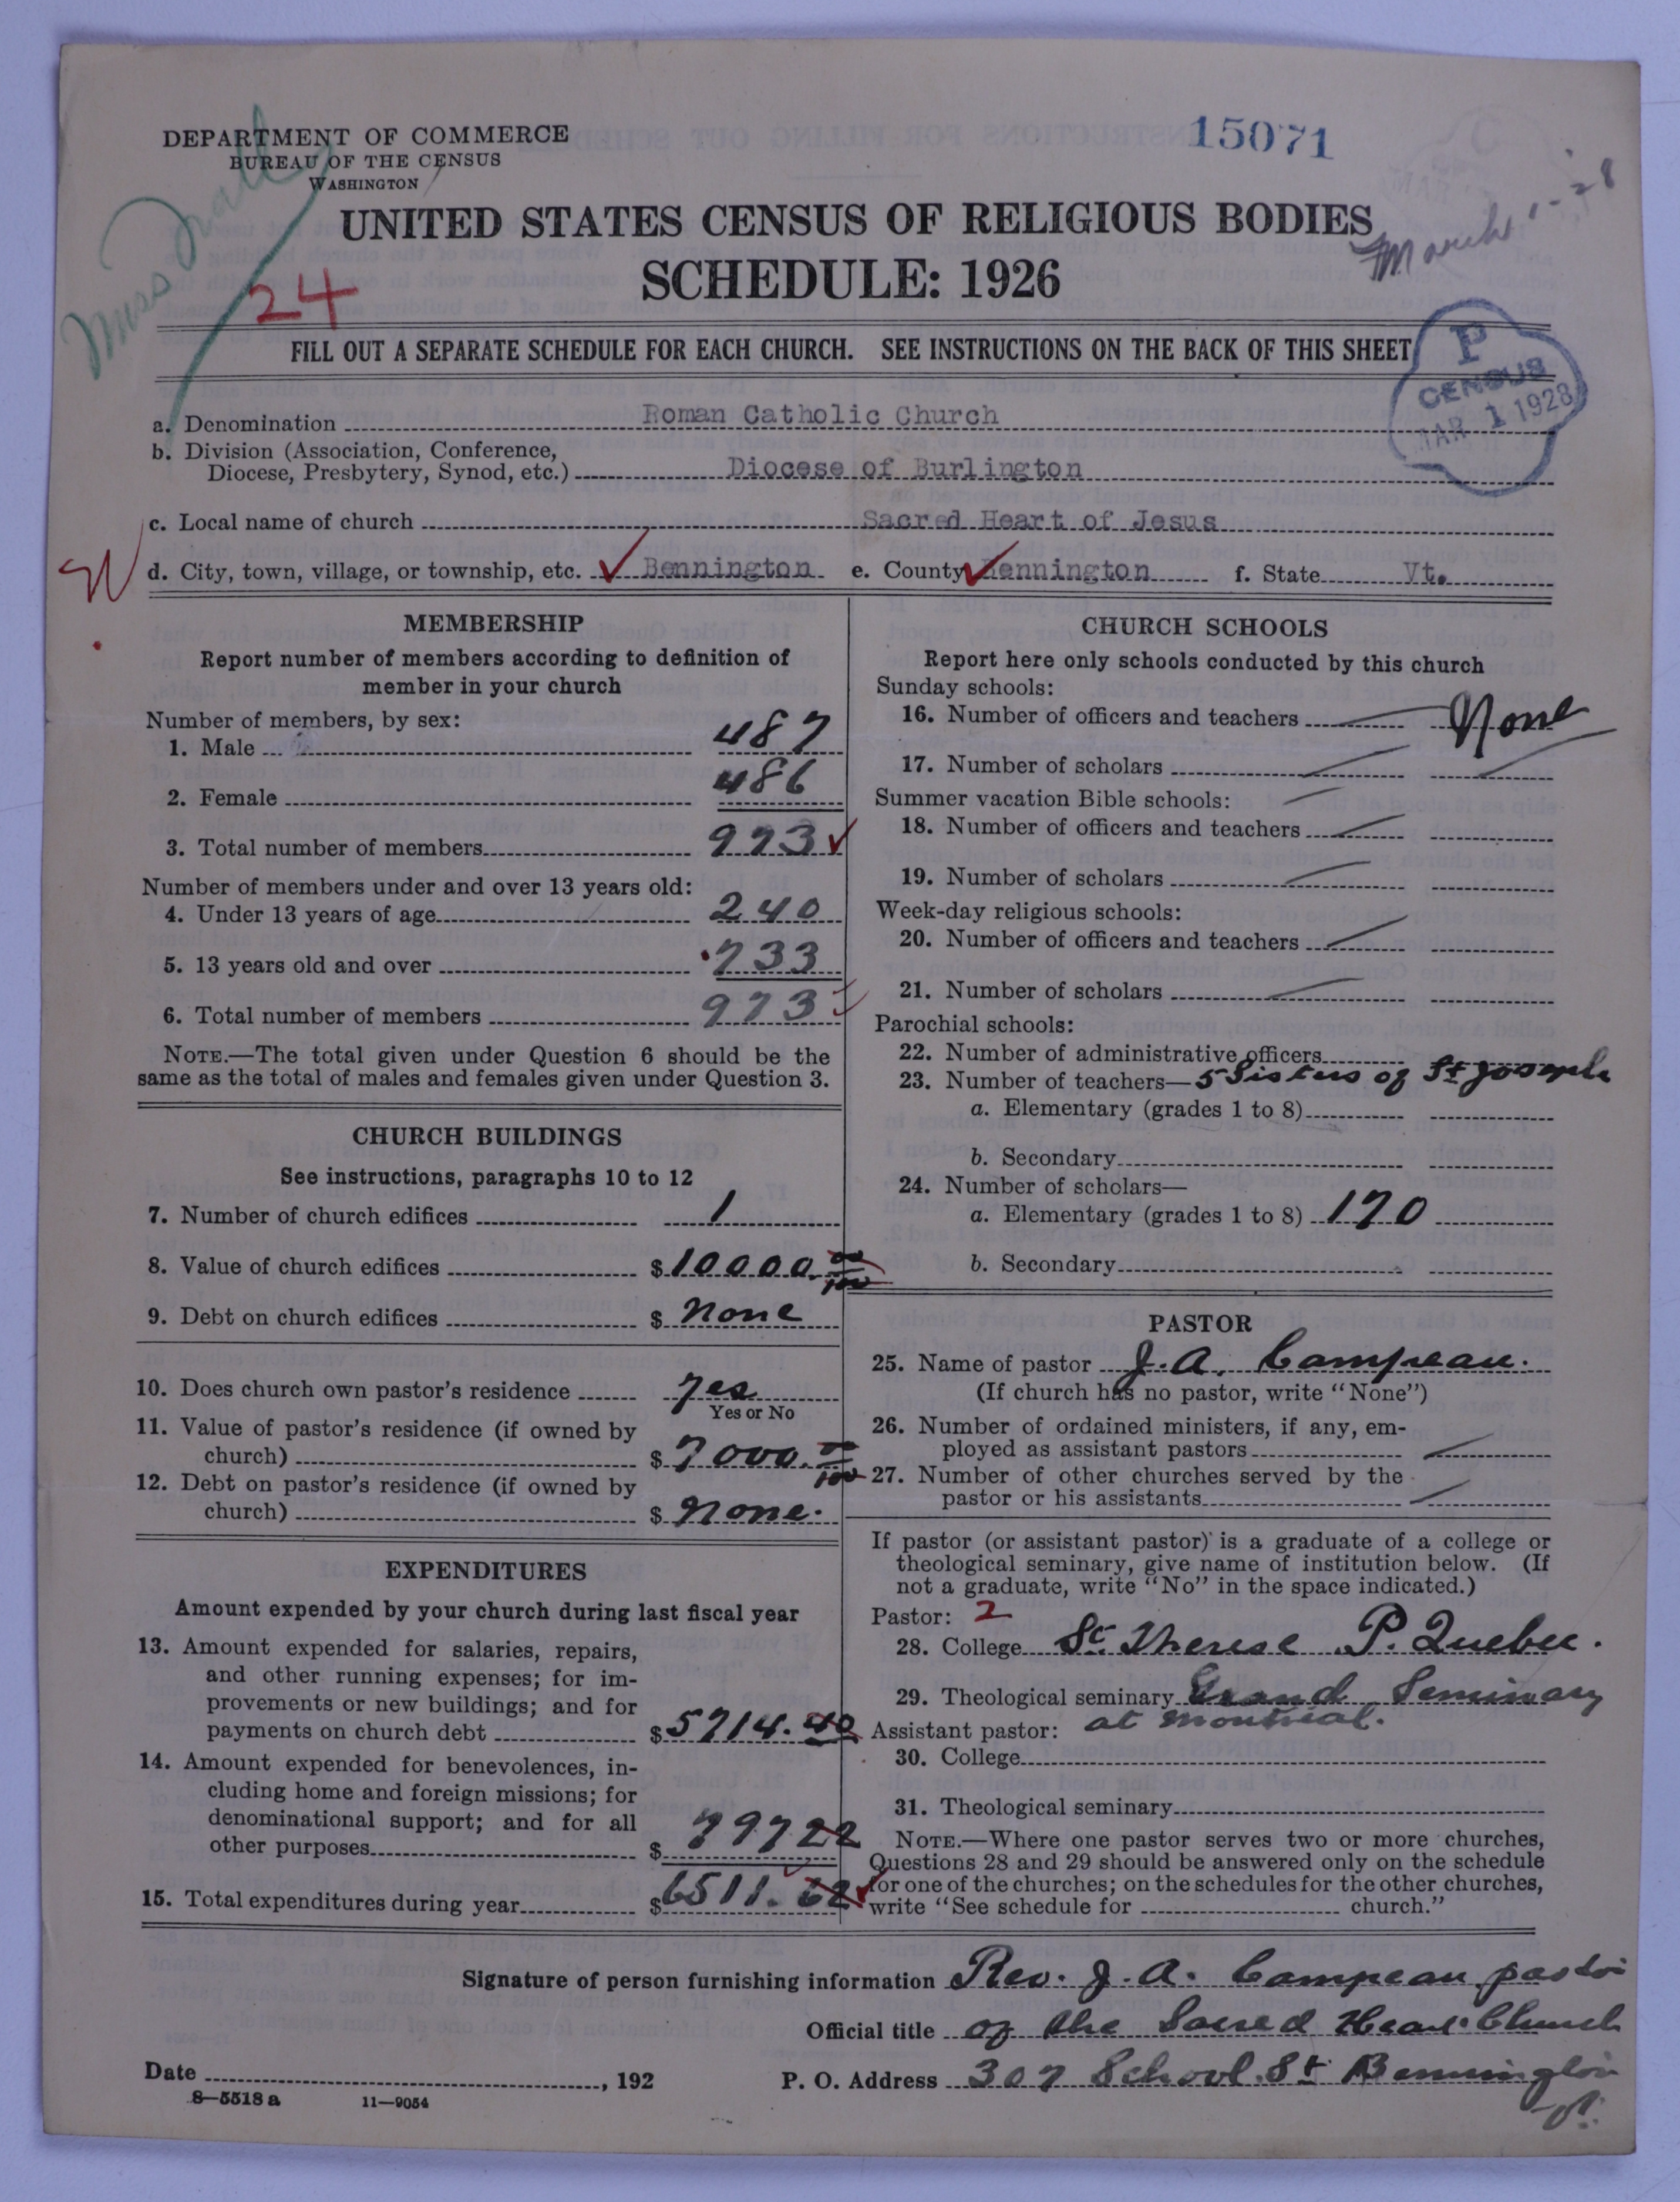 15071
DEPARTMENT OF COMMERCE
BUREAU OF THE CENSUS
WASHINGTON
Miss
March 1-28
UNITED STATES CENSUS OF RELIGIOUS BODIES
SCHEDULE: 1926
24
FILL OUT A SEPARATE SCHEDULE FOR EACH CHURCH. SEE INSTRUCTIONS ON THE BACK OF THIS SHEET
P
CENSUS
MAR 1 1928
a. Denomination Roman Catholic Church
b. Division (Association, Conference,
Diocese, Presbytery, Synod, etc.) Diocese of Burlington
c. Local name of church Sacred Heart of Jesus
d. City, town, village, or township, etc. Bennington e. County Bennington f. State Vt.
MEMBERSHIP
Report number of members according to definition of
member in your church
Number of members, by sex:
1. Male 487
2. Female 486
3. Total number of members 973
Number of members under and over 13 years old:
4. Under 13 years of age 240
5. 13 years old and over 733
6. Total number of members 973
NOTE.—The total given under Question 6 should be the
same as the total of males and females given under Question 3.
CHURCH BUILDINGS
See instructions, paragraphs 10 to 12
7. Number of church edifices 1
8. Value of church edifices $10000.00/100
9. Debt on church edifices $ none
10. Does church own pastor's residence yes
Yes or No
11. Value of pastor's residence (if owned by
church) $7000.00/100
12. Debt on pastor's residence (if owned by
church) $ none.
EXPENDITURES
Amount expended by your church during last fiscal year
13. Amount expended for salaries, repairs,
and other running expenses; for im-
provements or new buildings; and for
payments on church debt $5714.40
14. Amount expended for benevolences, in-
cluding home and foreign missions; for
denominational support; and for all
other purposes $ 79722
15. Total expenditures during year $6511.62
CHURCH SCHOOLS
Report here only schools conducted by this church
Sunday schools:
16. Number of officers and teachers None
17. Number of scholars
Summer vacation Bible schools:
18. Number of officers and teachers
19. Number of scholars
Week-day religious schools:
20. Number of officers and teachers
21. Number of scholars
Parochial schools:
22. Number of administrative officers
23. Number of teachers— 5 Sisters of St Joseph
a. Elementary (grades 1 to 8)
b. Secondary
24. Number of scholars—
a. Elementary (grades 1 to 8) 170
b. Secondary
PASTOR
25. Name of pastor J. A. Campeau.
(If church has no pastor, write "None")
26. Number of ordained ministers, if any, em-
ployed as assistant pastors
27. Number of other churches served by the
pastor or his assistants
If pastor (or assistant pastor) is a graduate of a college or
theological seminary, give name of institution below. (If
not a graduate, write "No" in the space indicated.)
Pastor: 2
28. College St. Therese P. Quebec.
29. Theological seminary Grand Seminary
at Montreal.
Assistant pastor:
30. College
31. Theological seminary
NOTE.—Where one pastor serves two or more churches,
Questions 28 and 29 should be answered only on the schedule
for one of the churches; on the schedules for the other churches,
write "See schedule for church."
Signature of person furnishing information Rev. J. A. Campeau pastor
Official title of the Sacred Heart Church
Date , 192 P. O. Address 307 School St Bennington
Vt.
8—5518 a 11—9054